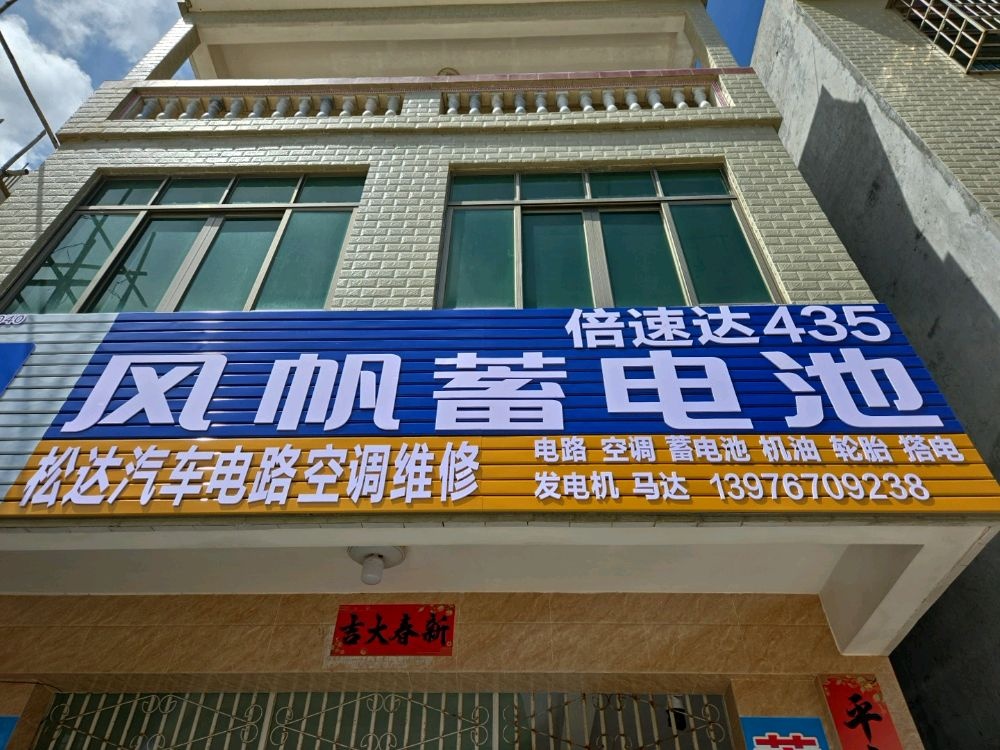 倍速达435
风帆蓄电池
松达汽车电路空调维修
电路 空调 蓄电池 机油 轮胎 搭电
发电机 马达 13976709238
吉大春新
平